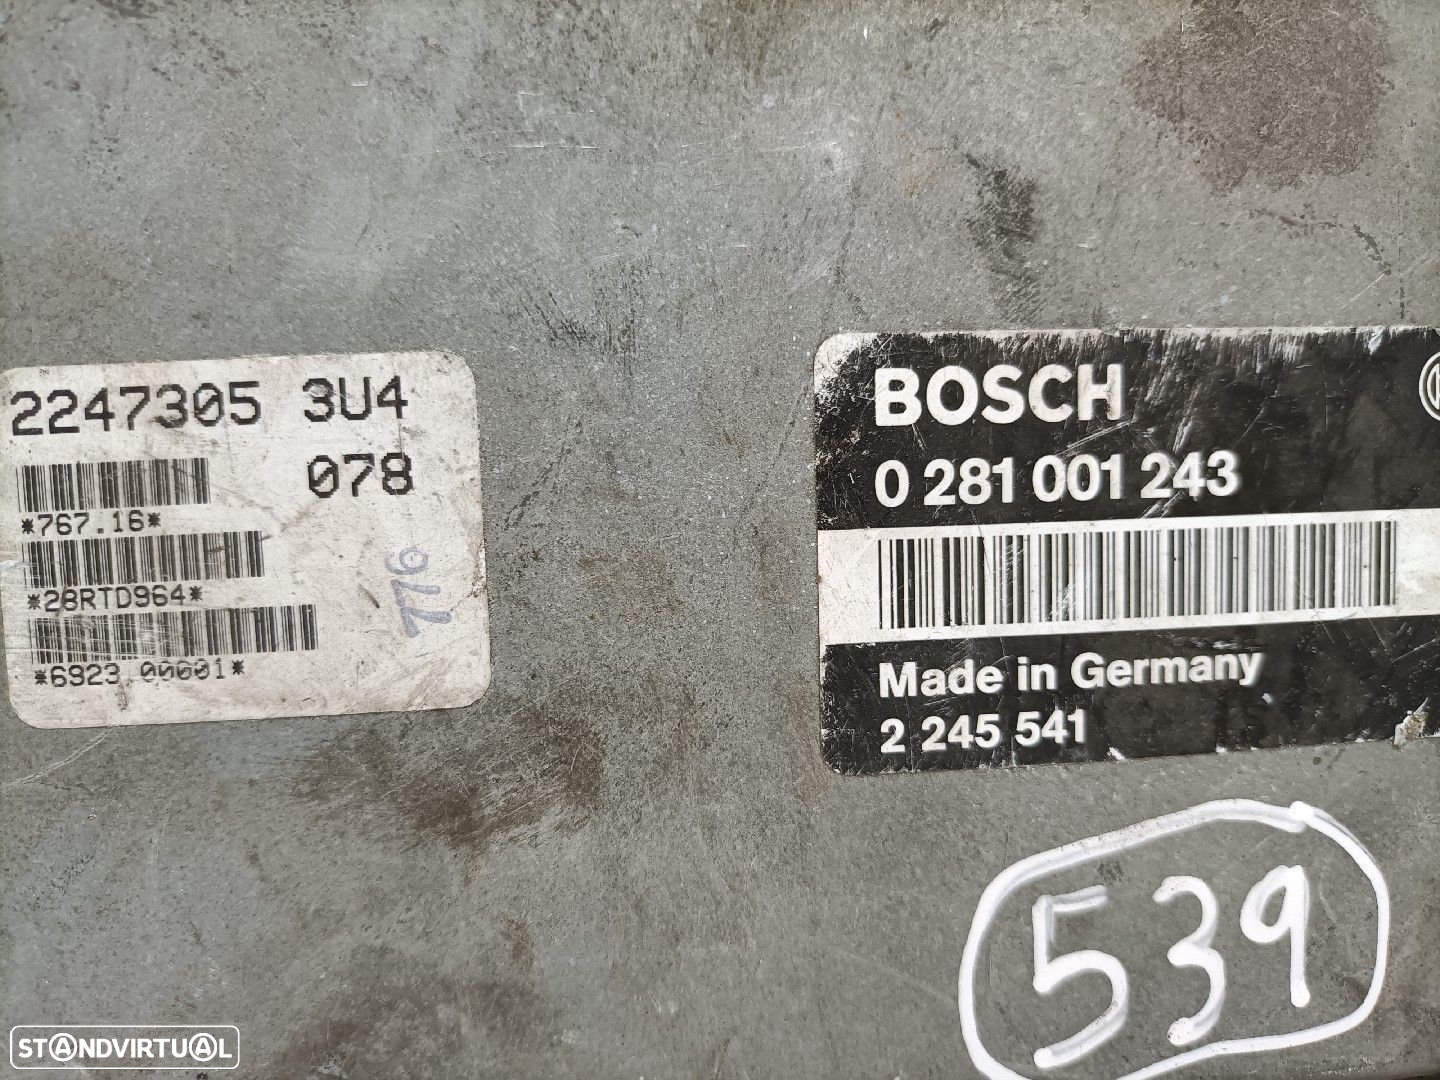 2247305 3U4
078
*767.16*
*28RTD964*
*6923 00001*
776
BOSCH
0 281 001 243
Made in Germany
2 245 541
539
STANDVIRTUAL